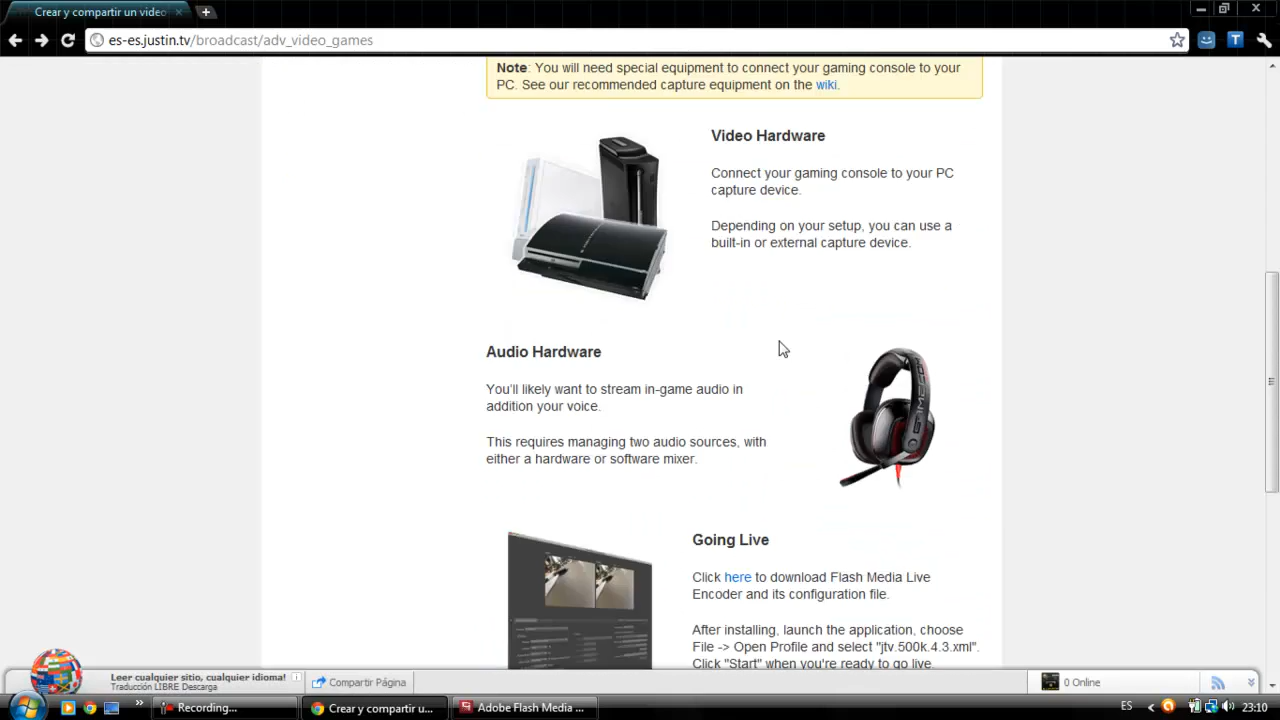 Crear y compartir un video
es-es.justin.tv/broadcast/adv_video_games
Note: You will need special equipment to connect your gaming console to your
PC. See our recommended capture equipment on the wiki.
Video Hardware
Connect your gaming console to your PC
capture device.
Depending on your setup, you can use a
built-in or external capture device.
Audio Hardware
You'll likely want to stream in-game audio in
addition your voice.
This requires managing two audio sources, with
either a hardware or software mixer.
GAMECOM
Going Live
Click here to download Flash Media Live
Encoder and its configuration file.
After installing, launch the application, choose
File -> Open Profile and select "jtv.500k.4.3.xml".
Click "Start" when you're ready to go live.
Leer cualquier sitio, cualquier idioma!
Traducción LIBRE Descarga
Compartir Página
0 Online
Recording...
Crear y compartir u...
Adobe Flash Media ...
ES
23:10